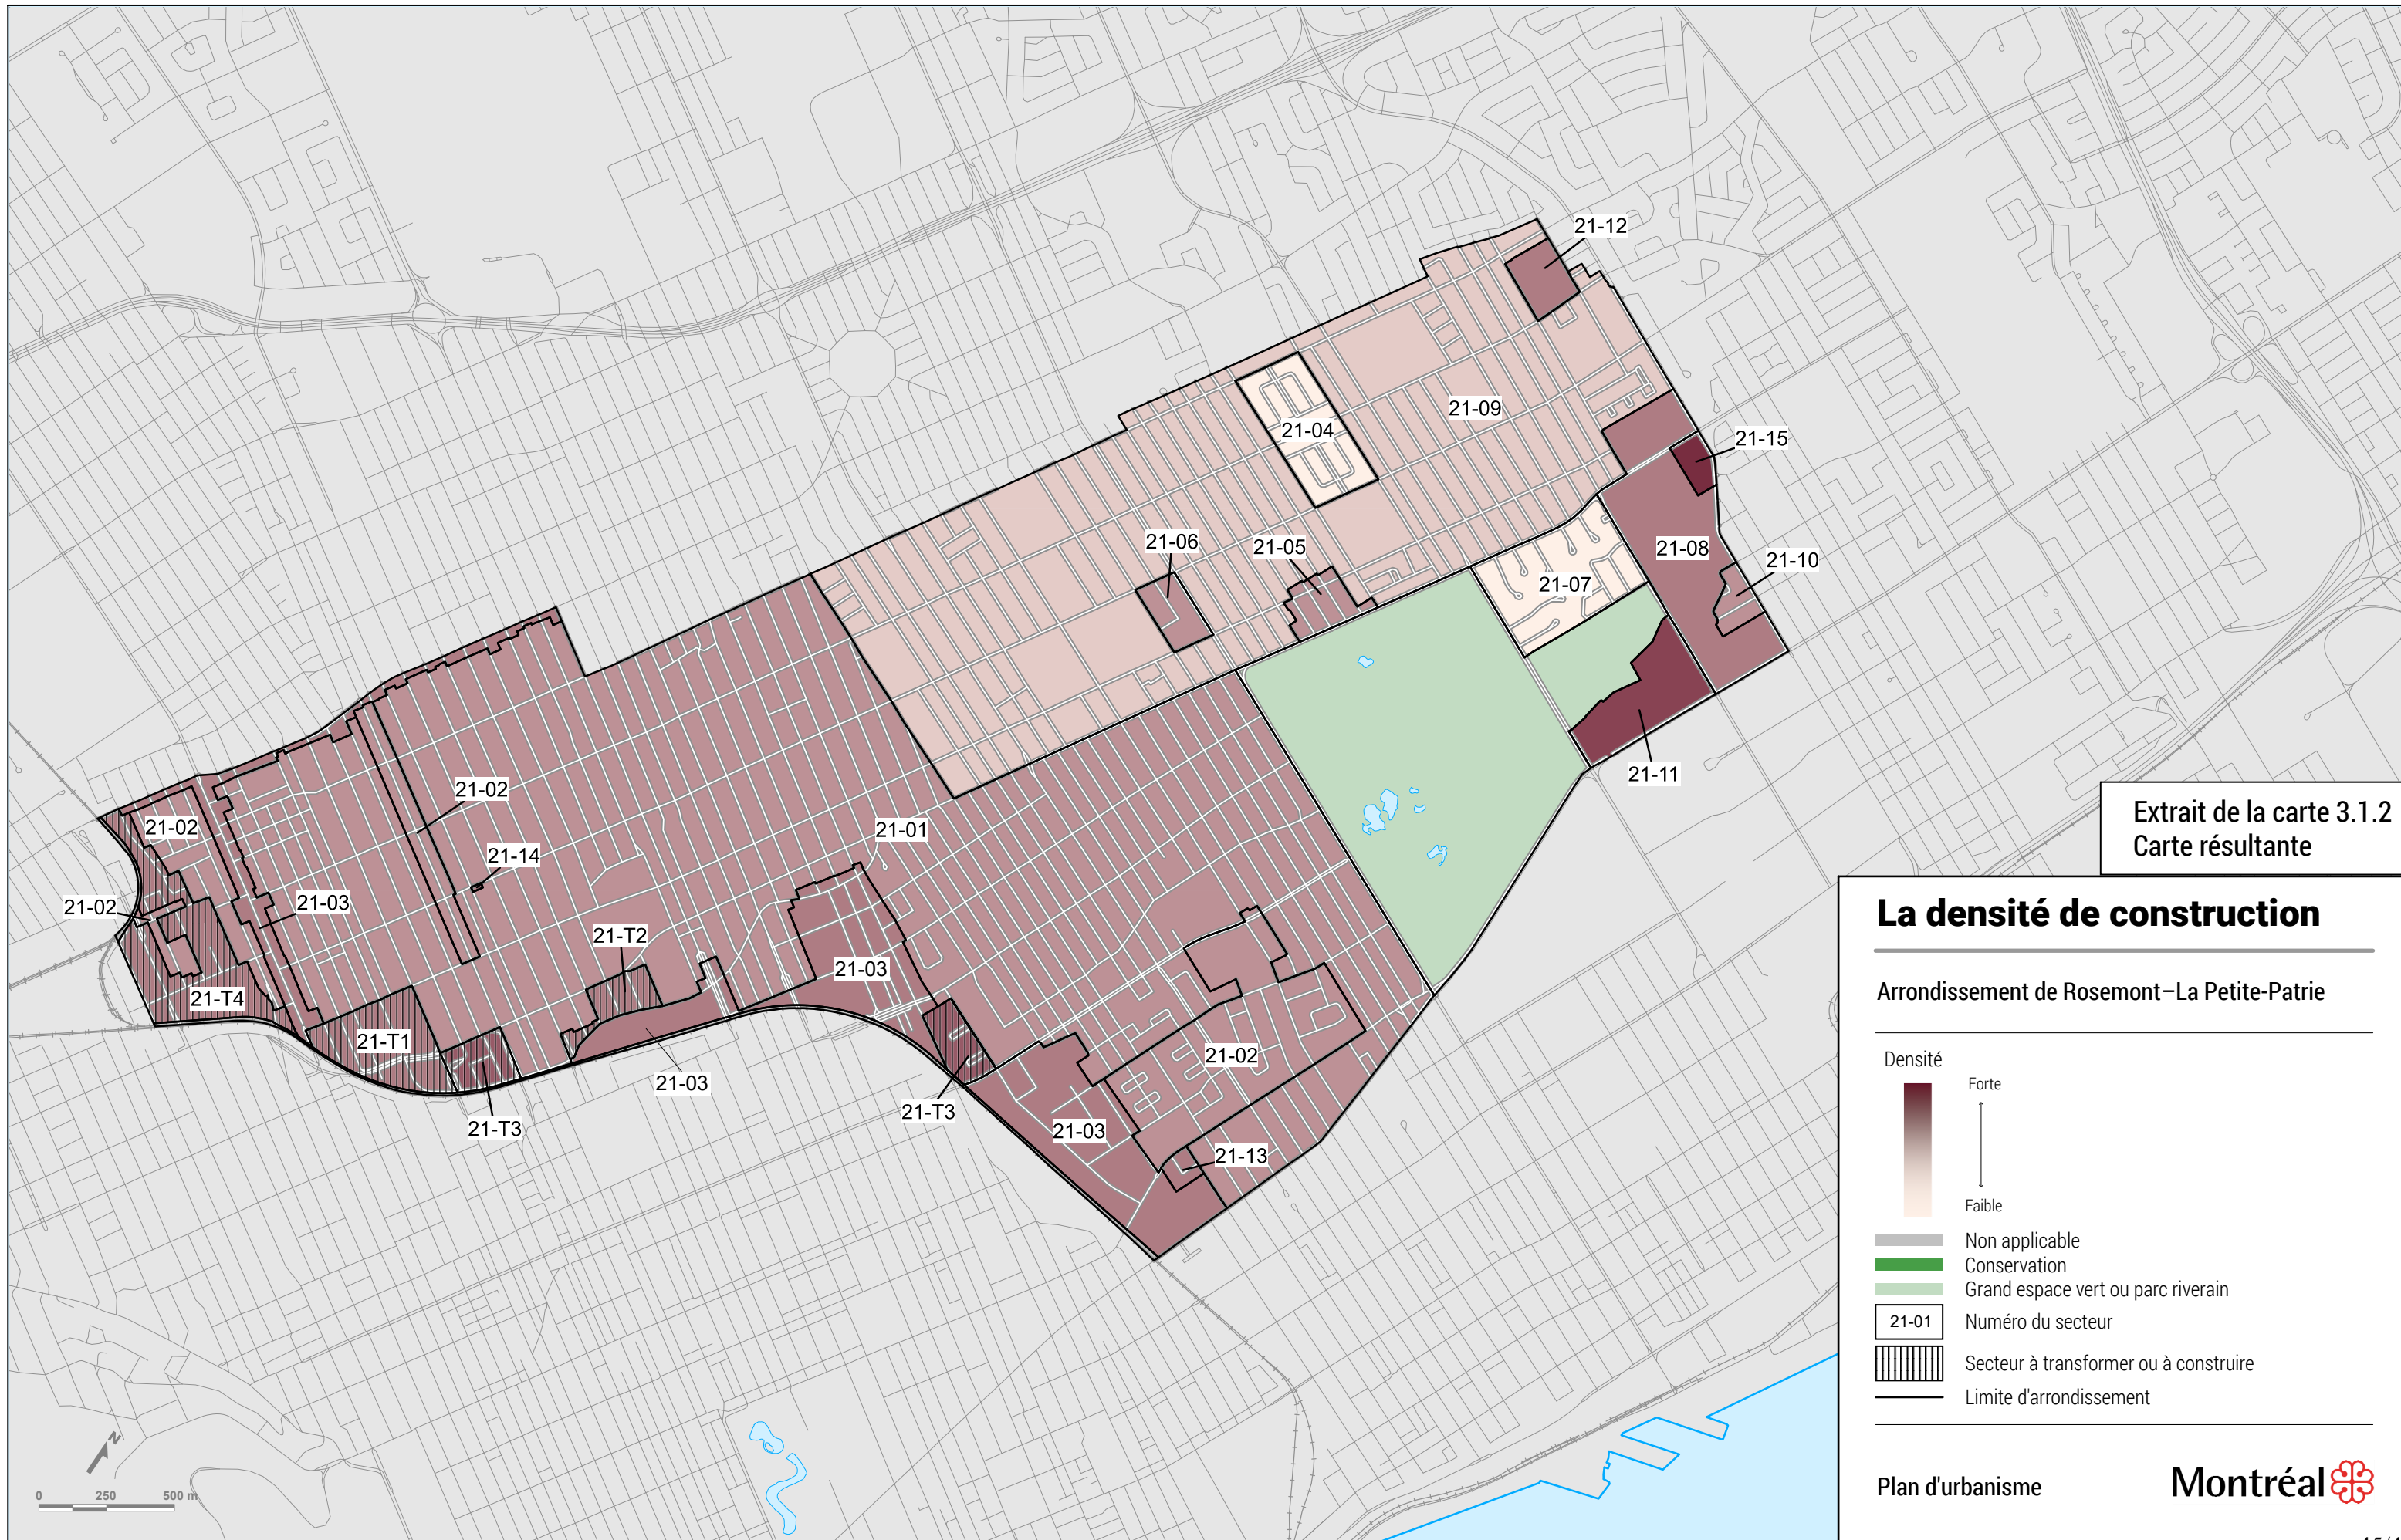 21-12
21-09
21-04
21-15
21-06
21-05
21-08
21-10
21-07
21-11
21-02
21-01
21-02
21-14
21-02
21-03
21-T2
21-03
21-T4
21-T1
21-02
21-03
21-T3
21-T3
21-03
21-13
Extrait de la carte 3.1.2
Carte résultante
La densité de construction
Arrondissement de Rosemont–La Petite-Patrie
Densité
Forte
Faible
Non applicable
Conservation
Grand espace vert ou parc riverain
21-01 Numéro du secteur
Secteur à transformer ou à construire
Limite d'arrondissement
Plan d'urbanisme
Montréal
N
0 250 500 m